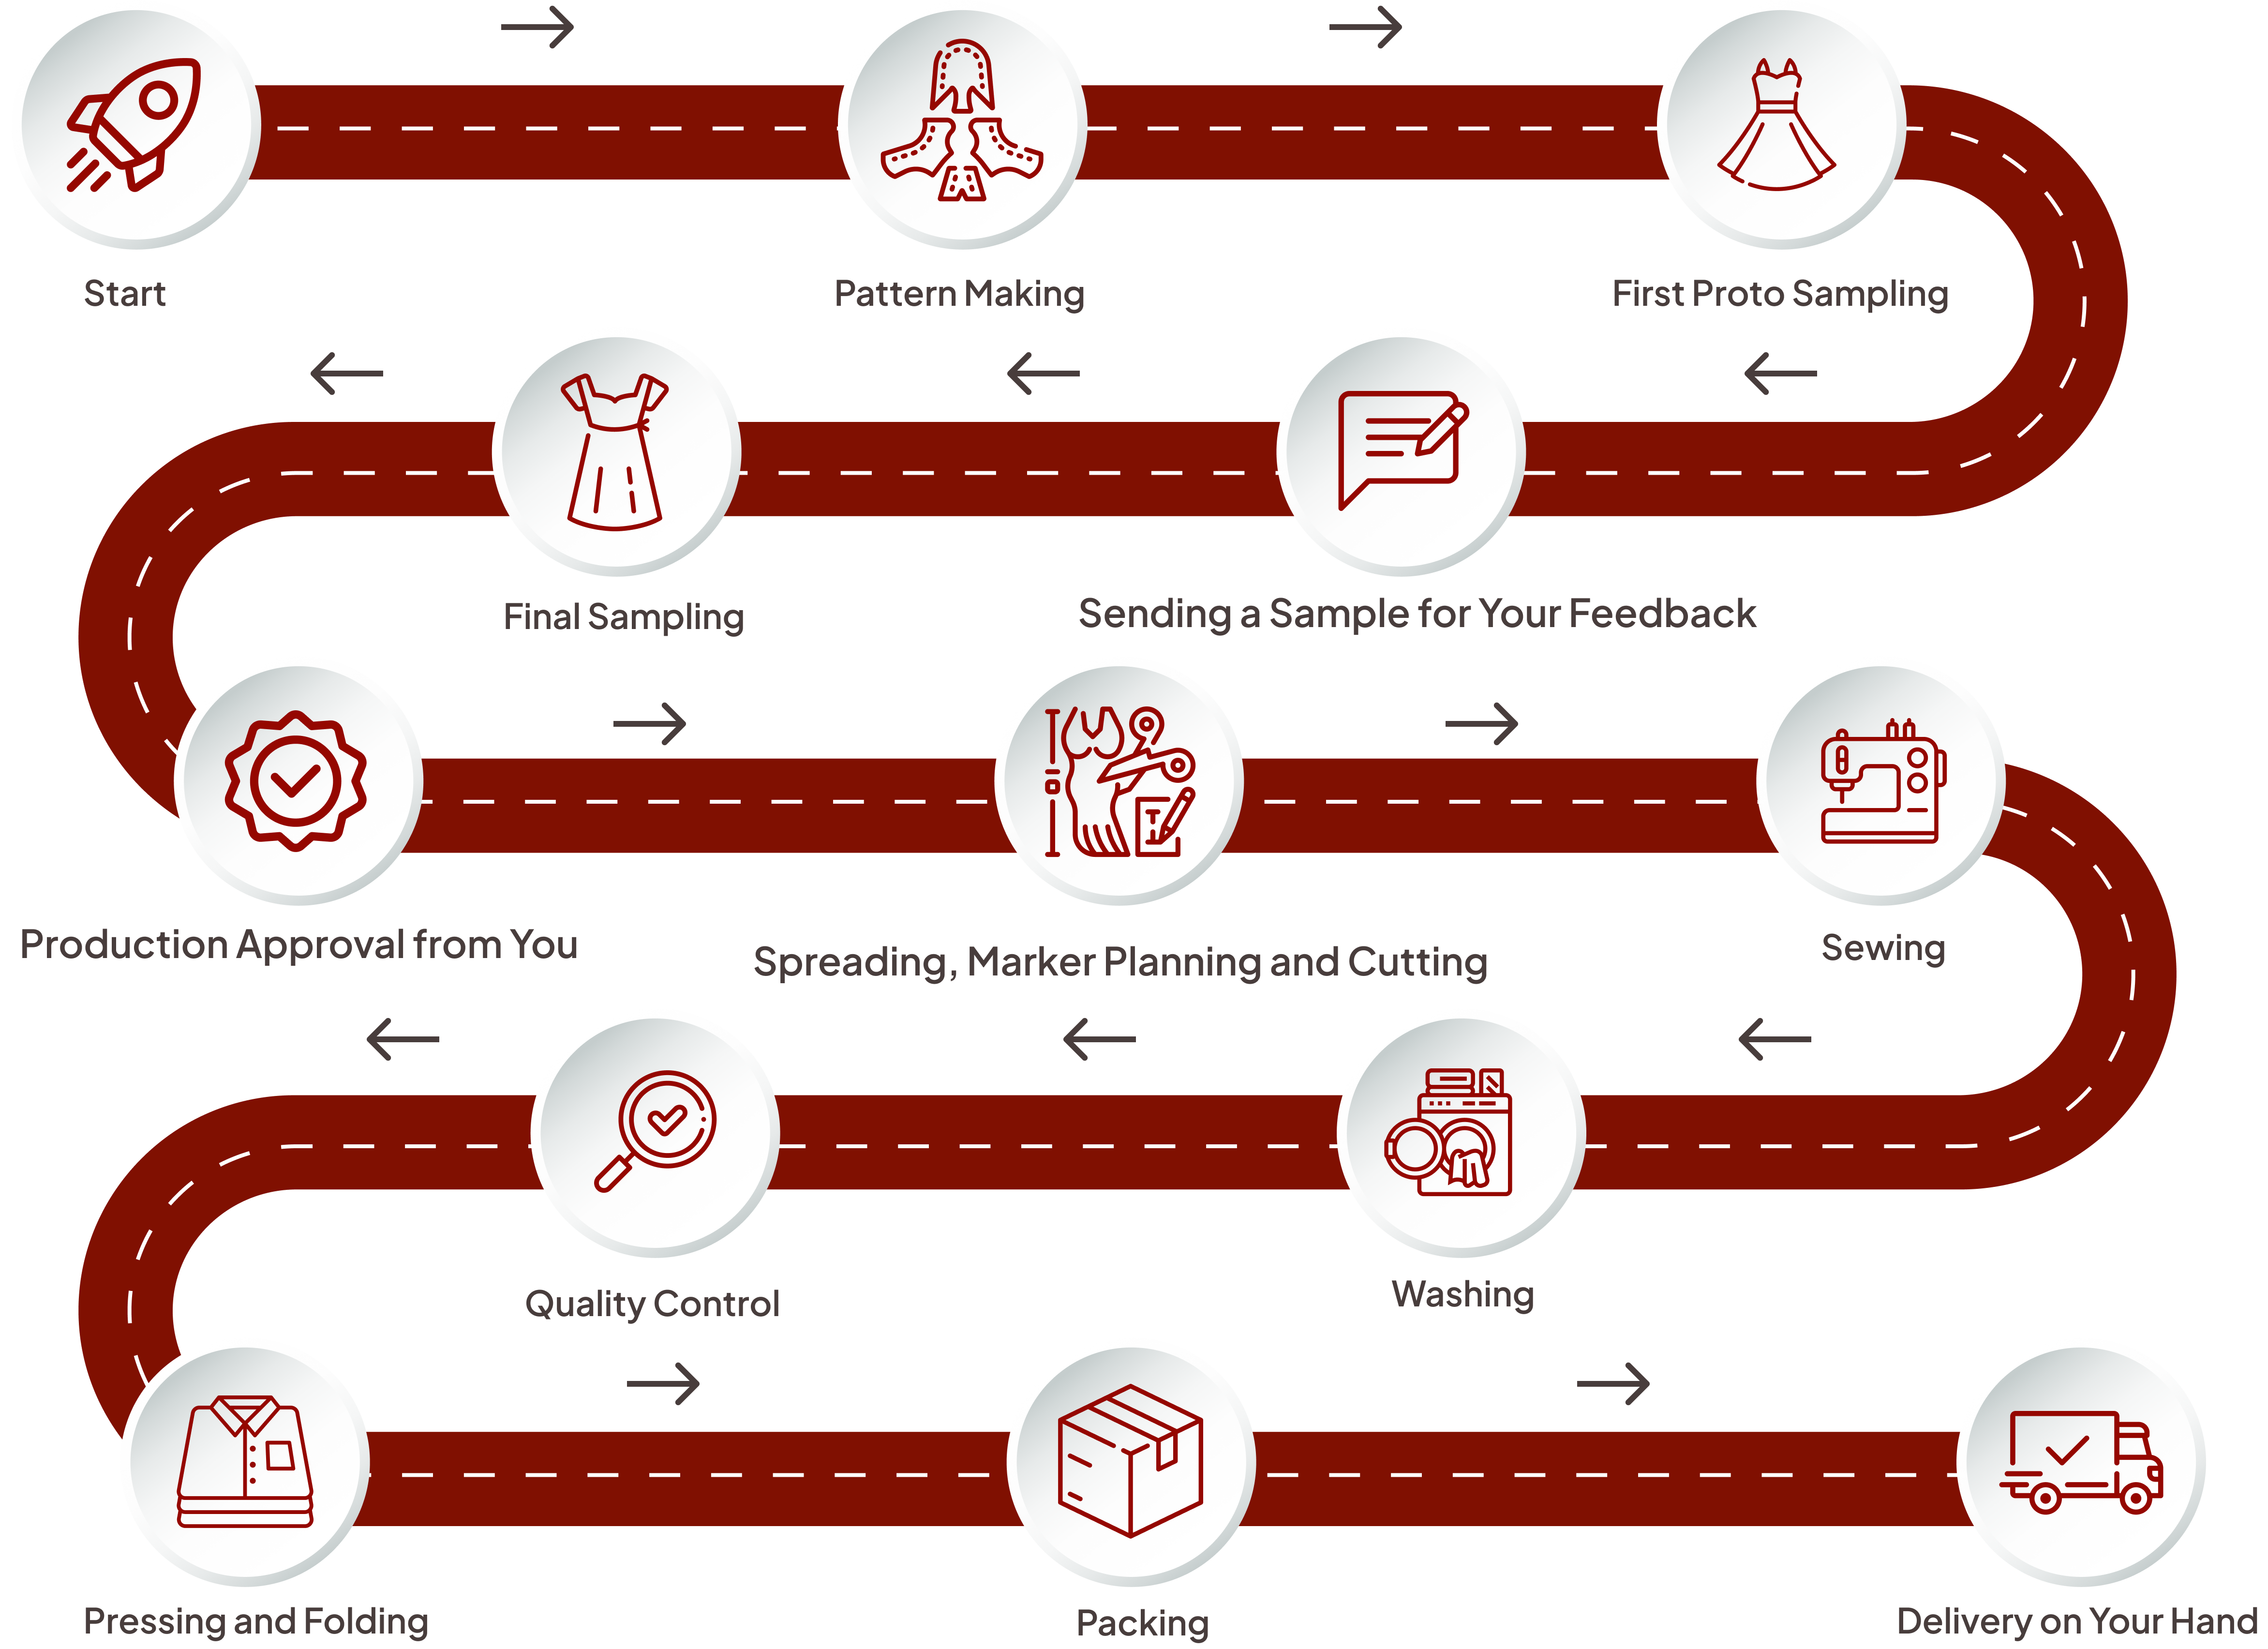 Start
Pattern Making
First Proto Sampling
Final Sampling
Sending a Sample for Your Feedback
Production Approval from You
Spreading, Marker Planning and Cutting
Sewing
Quality Control
Washing
Pressing and Folding
Packing
Delivery on Your Hand